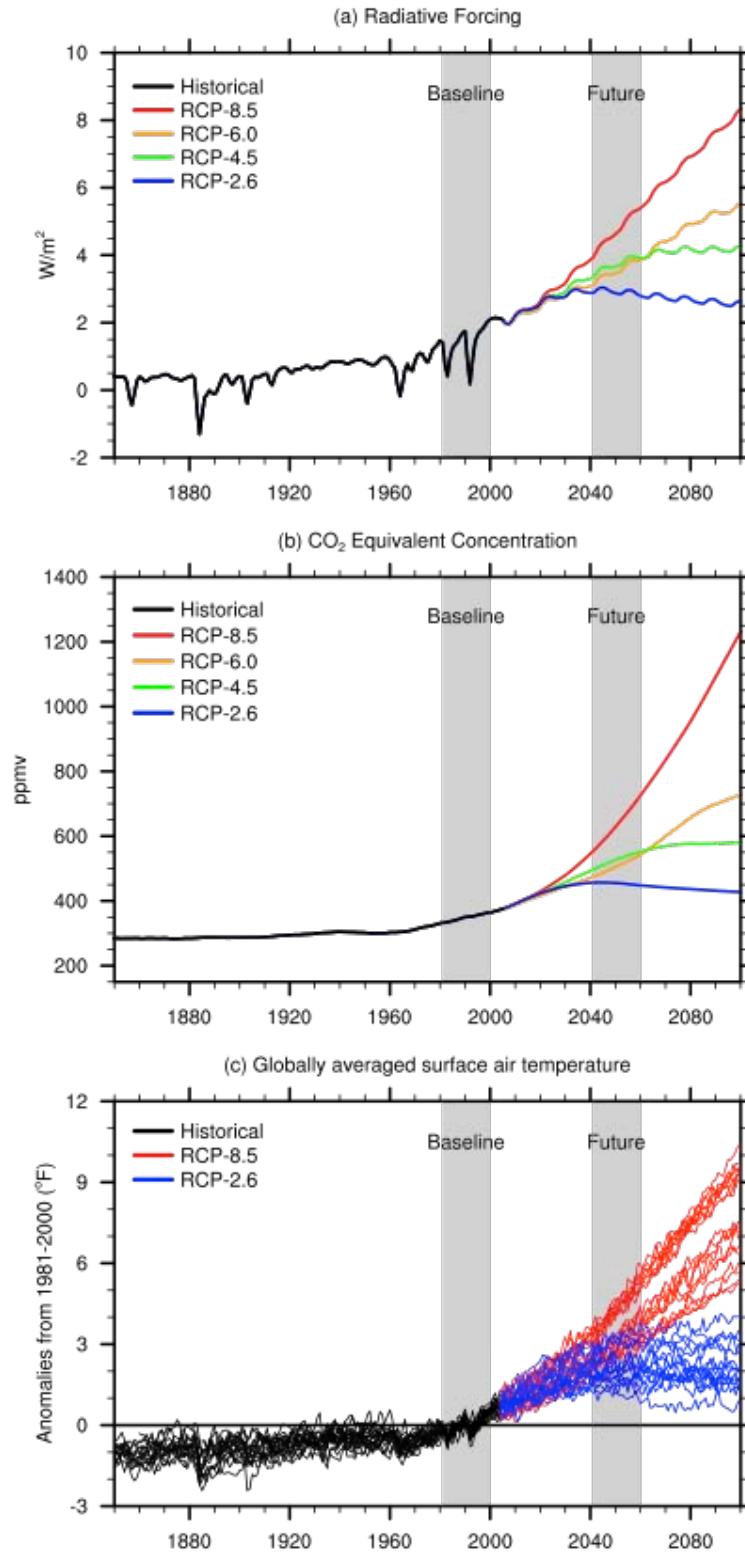 (a) Radiative Forcing
10
8
6
4
2
0
-2
W/m²
Historical
RCP-8.5
RCP-6.0
RCP-4.5
RCP-2.6
Baseline
Future
1880 1920 1960 2000 2040 2080
(b) CO₂ Equivalent Concentration
1400
1200
1000
800
600
400
200
ppmv
Historical
RCP-8.5
RCP-6.0
RCP-4.5
RCP-2.6
Baseline
Future
1880 1920 1960 2000 2040 2080
(c) Globally averaged surface air temperature
12
9
6
3
0
-3
Anomalies from 1981-2000 (°F)
Historical
RCP-8.5
RCP-2.6
Baseline
Future
1880 1920 1960 2000 2040 2080